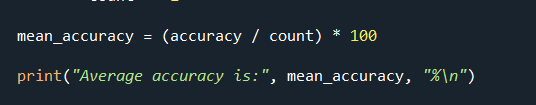 mean_accuracy = (accuracy / count) * 100
print("Average accuracy is:", mean_accuracy, "%\n")